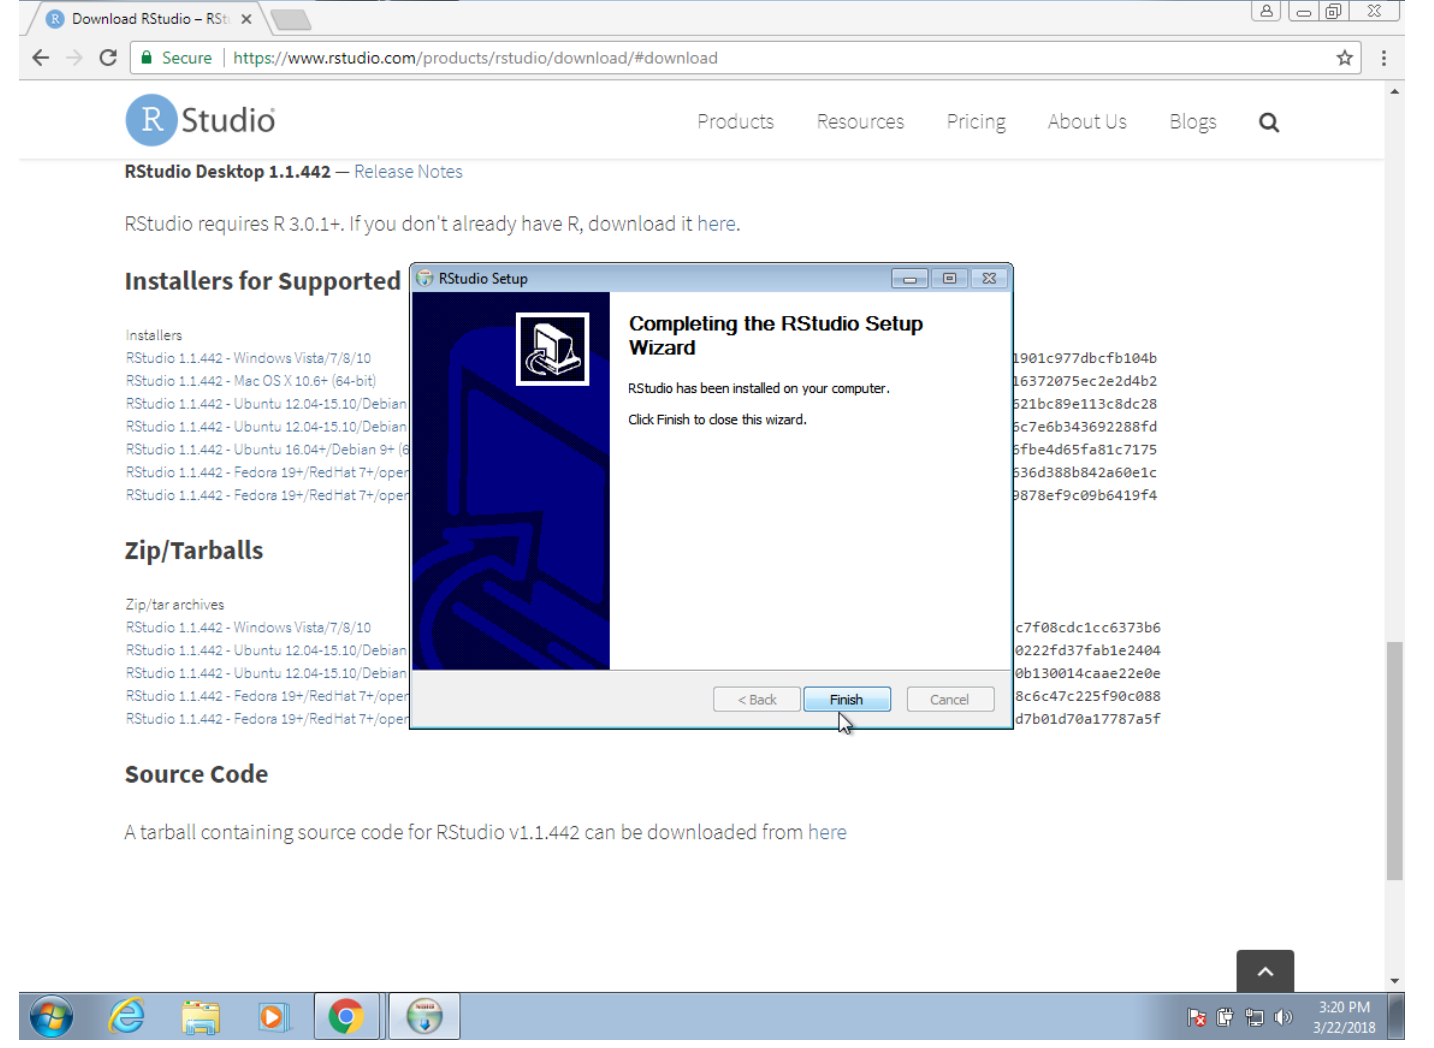 Download RStudio – RSt
Secure | https://www.rstudio.com/products/rstudio/download/#download
R Studio
Products Resources Pricing About Us Blogs
RStudio Desktop 1.1.442 — Release Notes
RStudio requires R 3.0.1+. If you don't already have R, download it here.
Installers for Supported
Installers
RStudio 1.1.442 - Windows Vista/7/8/10
1901c977dbcfb104b
RStudio 1.1.442 - Mac OS X 10.6+ (64-bit)
16372075ec2e2d4b2
RStudio 1.1.442 - Ubuntu 12.04-15.10/Debian
621bc89e113c8dc28
RStudio 1.1.442 - Ubuntu 12.04-15.10/Debian
6c7e6b343692288fd
RStudio 1.1.442 - Ubuntu 16.04+/Debian 9+ (6
6fbe4d65fa81c7175
RStudio 1.1.442 - Fedora 19+/RedHat 7+/oper
636d388b842a60e1c
RStudio 1.1.442 - Fedora 19+/RedHat 7+/oper
9878ef9c09b6419f4
Zip/Tarballs
Zip/tar archives
RStudio 1.1.442 - Windows Vista/7/8/10
c7f08cdc1cc6373b6
RStudio 1.1.442 - Ubuntu 12.04-15.10/Debian
0222fd37fab1e2404
RStudio 1.1.442 - Ubuntu 12.04-15.10/Debian
0b130014caae22e0e
RStudio 1.1.442 - Fedora 19+/RedHat 7+/oper
8c6c47c225f90c088
RStudio 1.1.442 - Fedora 19+/RedHat 7+/oper
d7b01d70a17787a5f
RStudio Setup
Completing the RStudio Setup
Wizard
RStudio has been installed on your computer.
Click Finish to close this wizard.
< Back Finish Cancel
Source Code
A tarball containing source code for RStudio v1.1.442 can be downloaded from here
3:20 PM
3/22/2018